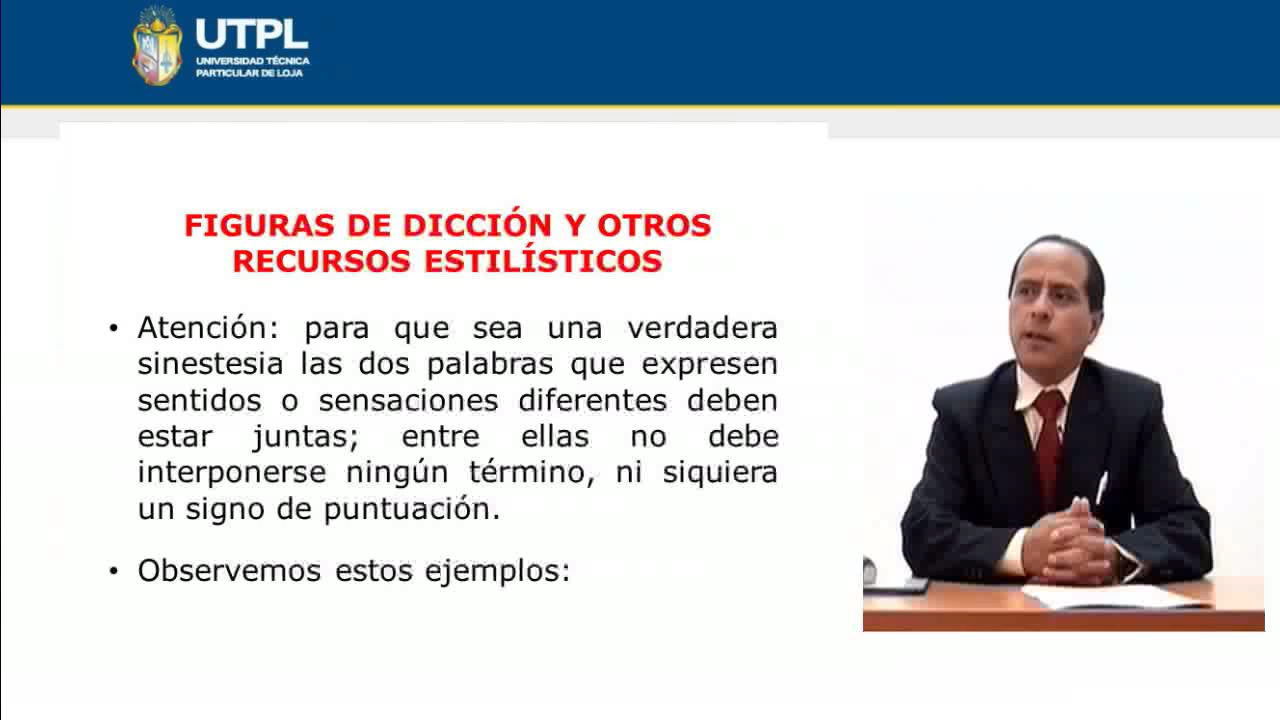 UTPL
UNIVERSIDAD TÉCNICA
PARTICULAR DE LOJA
FIGURAS DE DICCIÓN Y OTROS
RECURSOS ESTILÍSTICOS
• Atención: para que sea una verdadera
sinestesia las dos palabras que expresen
sentidos o sensaciones diferentes deben
estar juntas; entre ellas no debe
interponerse ningún término, ni siquiera
un signo de puntuación.
• Observemos estos ejemplos: